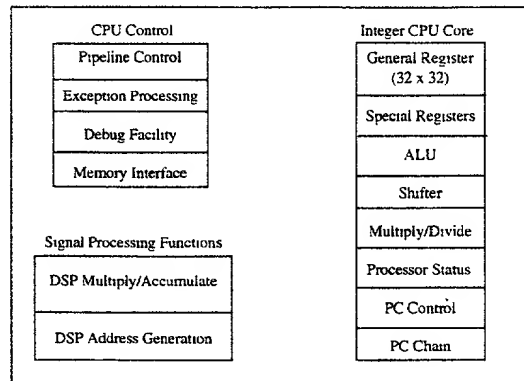 CPU Control
Pipeline Control
Exception Processing
Debug Facility
Memory Interface
Signal Processing Functions
DSP Multiply/Accumulate
DSP Address Generation
Integer CPU Core
General Register
(32 x 32)
Special Registers
ALU
Shifter
Multiply/Divide
Processor Status
PC Control
PC Chain